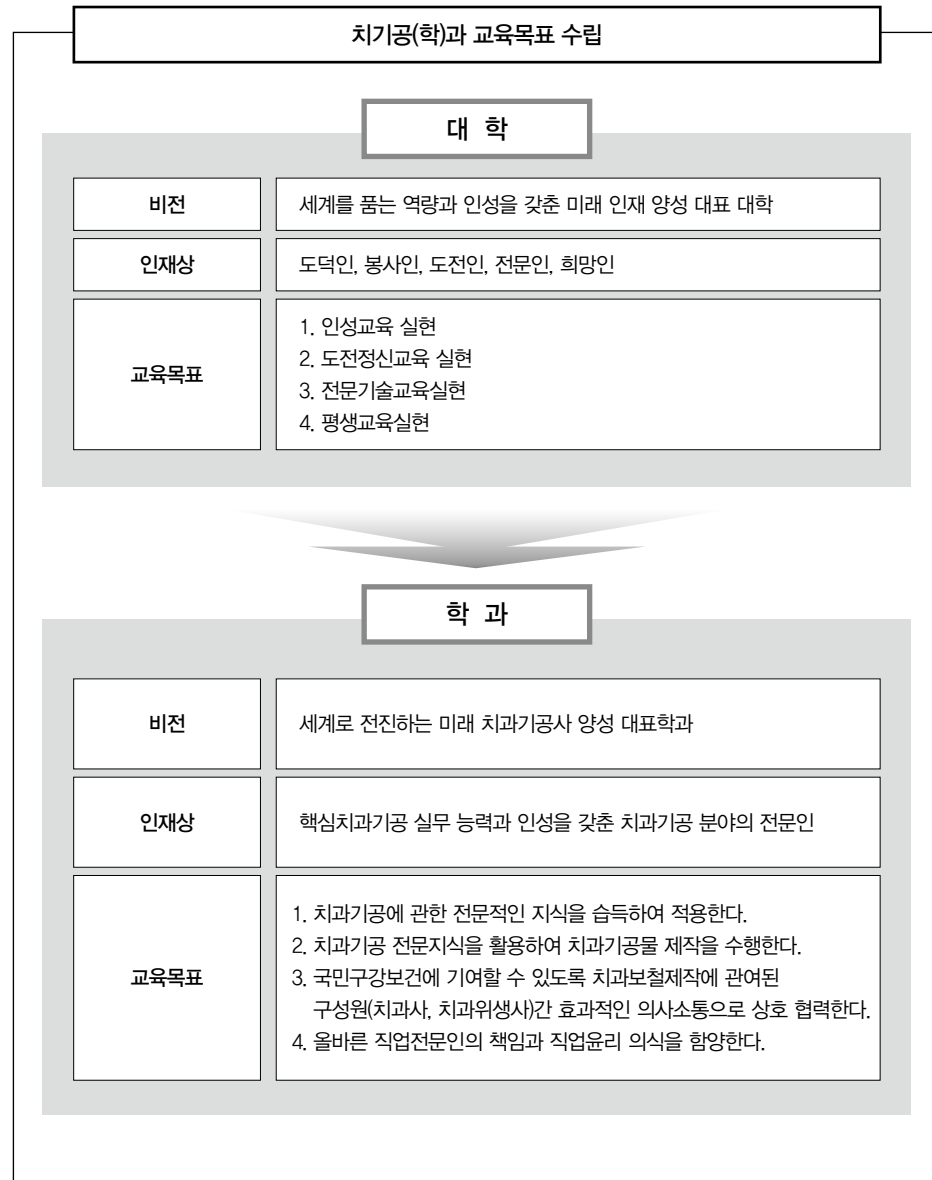 치기공(학)과 교육목표 수립
대 학
비전
세계를 품는 역량과 인성을 갖춘 미래 인재 양성 대표 대학
인재상
도덕인, 봉사인, 도전인, 전문인, 희망인
교육목표
1. 인성교육 실현
2. 도전정신교육 실현
3. 전문기술교육실현
4. 평생교육실현
학 과
비전
세계로 전진하는 미래 치과기공사 양성 대표학과
인재상
핵심치과기공 실무 능력과 인성을 갖춘 치과기공 분야의 전문인
교육목표
1. 치과기공에 관한 전문적인 지식을 습득하여 적용한다.
2. 치과기공 전문지식을 활용하여 치과기공물 제작을 수행한다.
3. 국민구강보건에 기여할 수 있도록 치과보철제작에 관여된
구성원(치과사, 치과위생사)간 효과적인 의사소통으로 상호 협력한다.
4. 올바른 직업전문인의 책임과 직업윤리 의식을 함양한다.